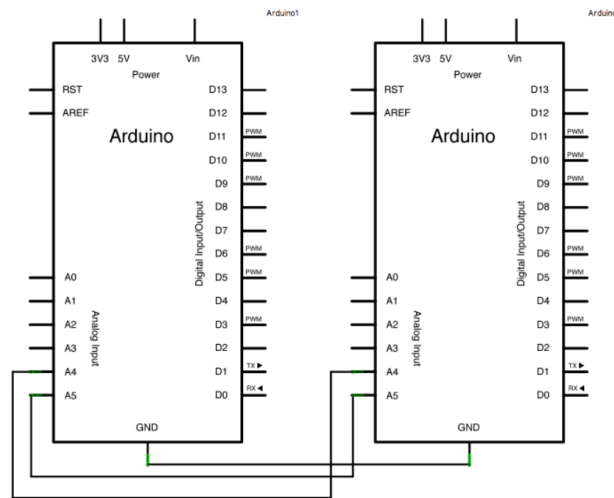 Arduino1
3V3 5V Vin
Power
RST D13
AREF D12
Arduino
D11 PWM
D10 PWM
D9 PWM
D8
Digital Input/Output
D7
D6 PWM
A0 D5 PWM
A1 D4
Analog Input
A2 D3 PWM
A3 D2
A4 D1 TX ▶
A5 D0 RX ◀
GND
Arduino
3V3 5V Vin
Power
RST D13
AREF D12
Arduino
D11 PWM
D10 PWM
D9 PWM
D8
Digital Input/Output
D7
D6 PWM
A0 D5 PWM
A1 D4
Analog Input
A2 D3 PWM
A3 D2
A4 D1 TX ▶
A5 D0 RX ◀
GND